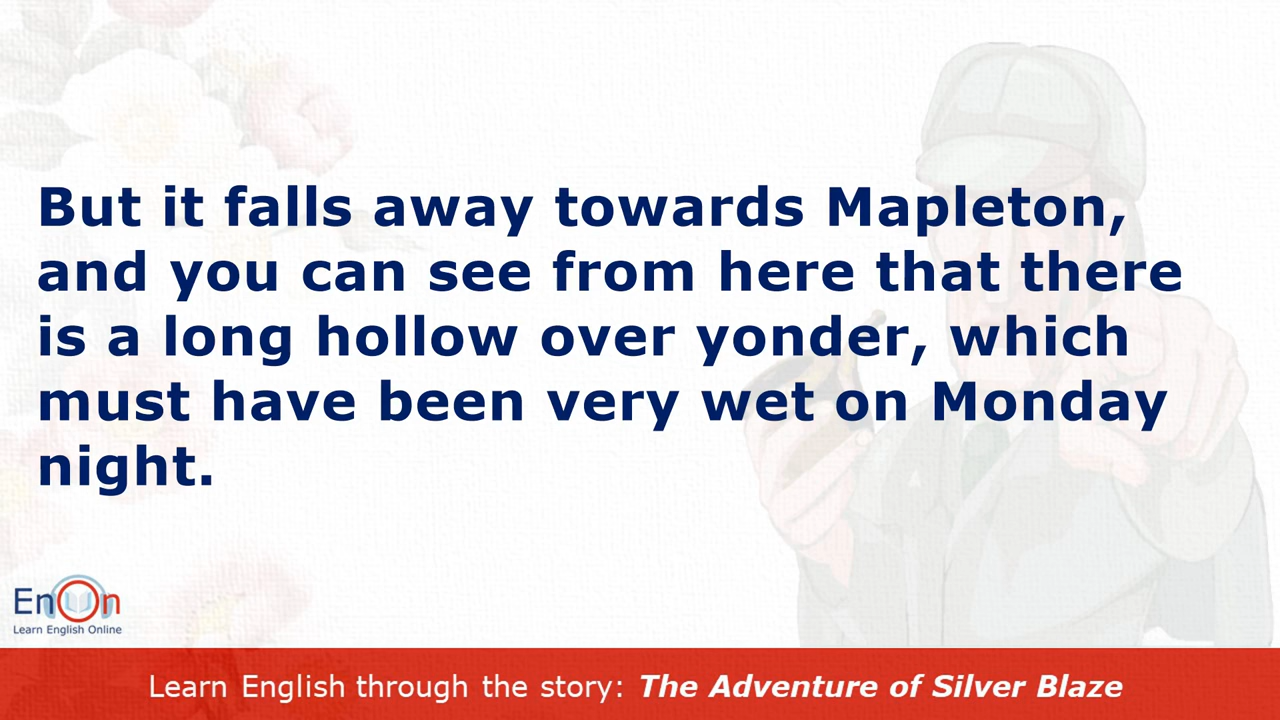 But it falls away towards Mapleton,
and you can see from here that there
is a long hollow over yonder, which
must have been very wet on Monday
night.
EnOn
Learn English Online
Learn English through the story: The Adventure of Silver Blaze